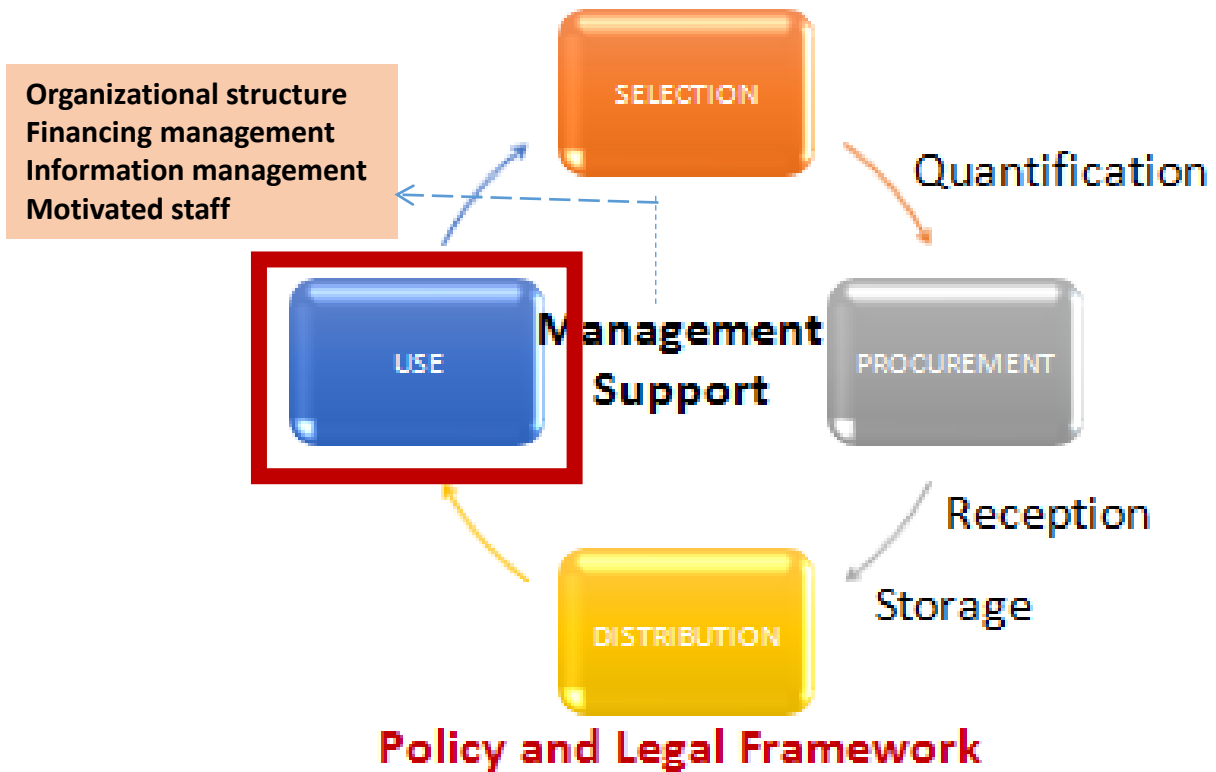 SELECTION
Organizational structure
Financing management
Information management
Motivated staff
Quantification
USE
Management
Support
PROCUREMENT
Reception
Storage
DISTRIBUTION
Policy and Legal Framework